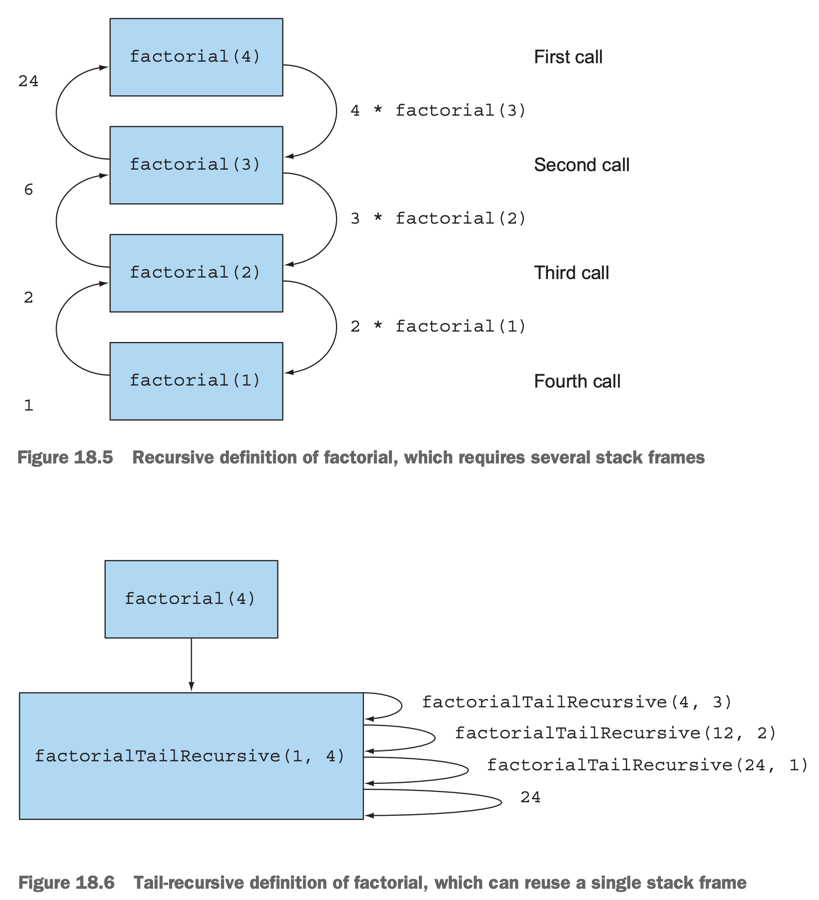 factorial(4)
First call
24
4 * factorial(3)
factorial(3)
Second call
6
3 * factorial(2)
factorial(2)
Third call
2
2 * factorial(1)
factorial(1)
Fourth call
1
Figure 18.5 Recursive definition of factorial, which requires several stack frames
factorial(4)
factorialTailRecursive(1, 4)
factorialTailRecursive(4, 3)
factorialTailRecursive(12, 2)
factorialTailRecursive(24, 1)
24
Figure 18.6 Tail-recursive definition of factorial, which can reuse a single stack frame